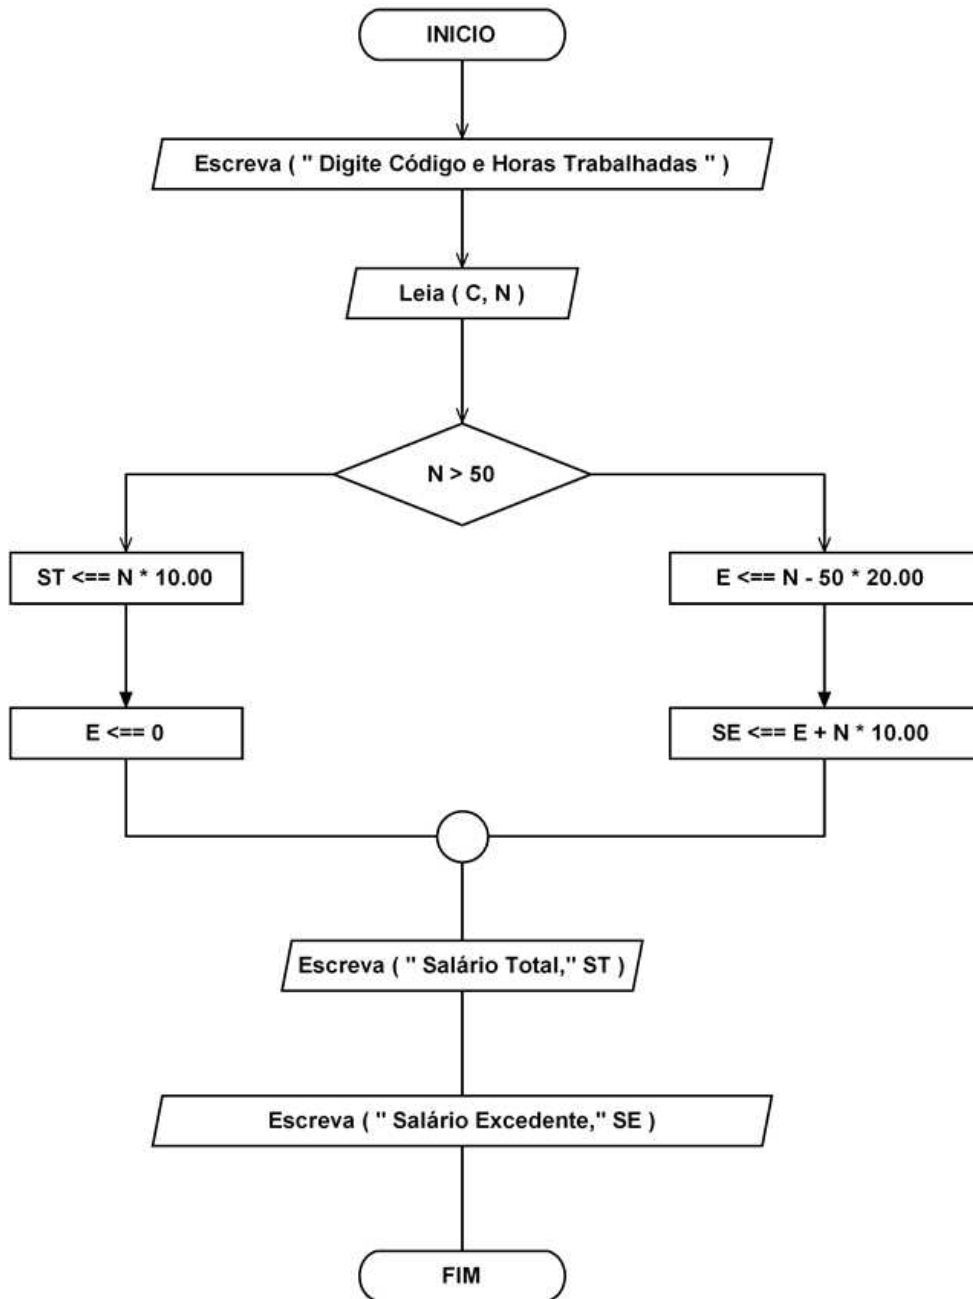 INICIO
Escreva ( " Digite Código e Horas Trabalhadas " )
Leia ( C, N )
N > 50
ST <== N * 10.00
E <== N - 50 * 20.00
E <== 0
SE <== E + N * 10.00
Escreva ( " Salário Total," ST )
Escreva ( " Salário Excedente," SE )
FIM